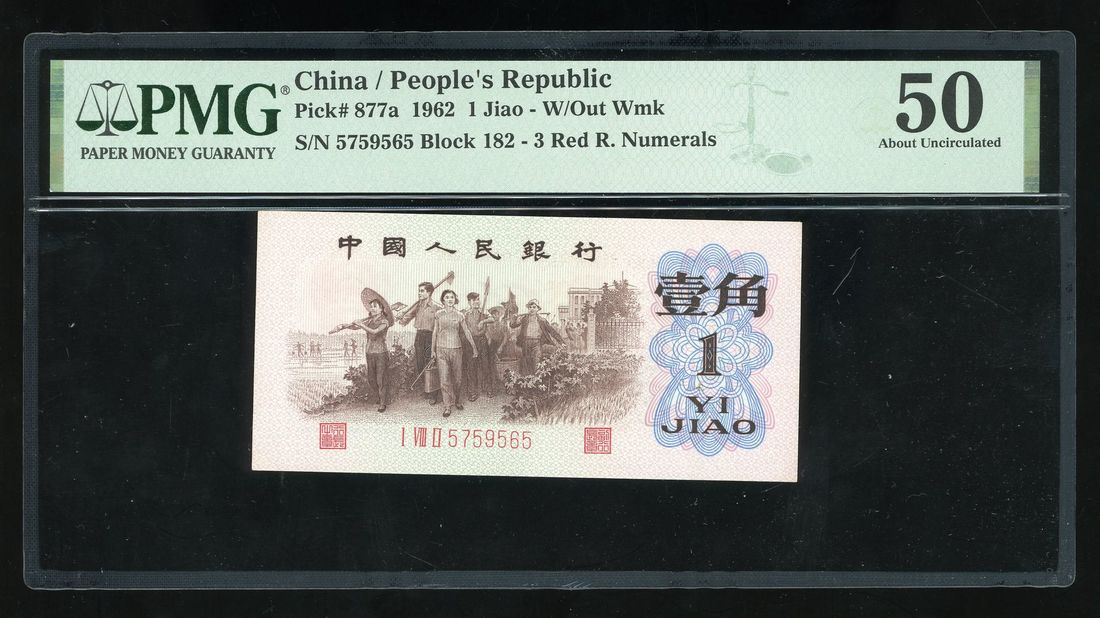 PMG®
PAPER MONEY GUARANTY
China / People's Republic
Pick# 877a 1962 1 Jiao - W/Out Wmk
S/N 5759565 Block 182 - 3 Red R. Numerals
50
About Uncirculated
中國人民銀行
壹角
1
YI
JIAO
I VIII II 5759565